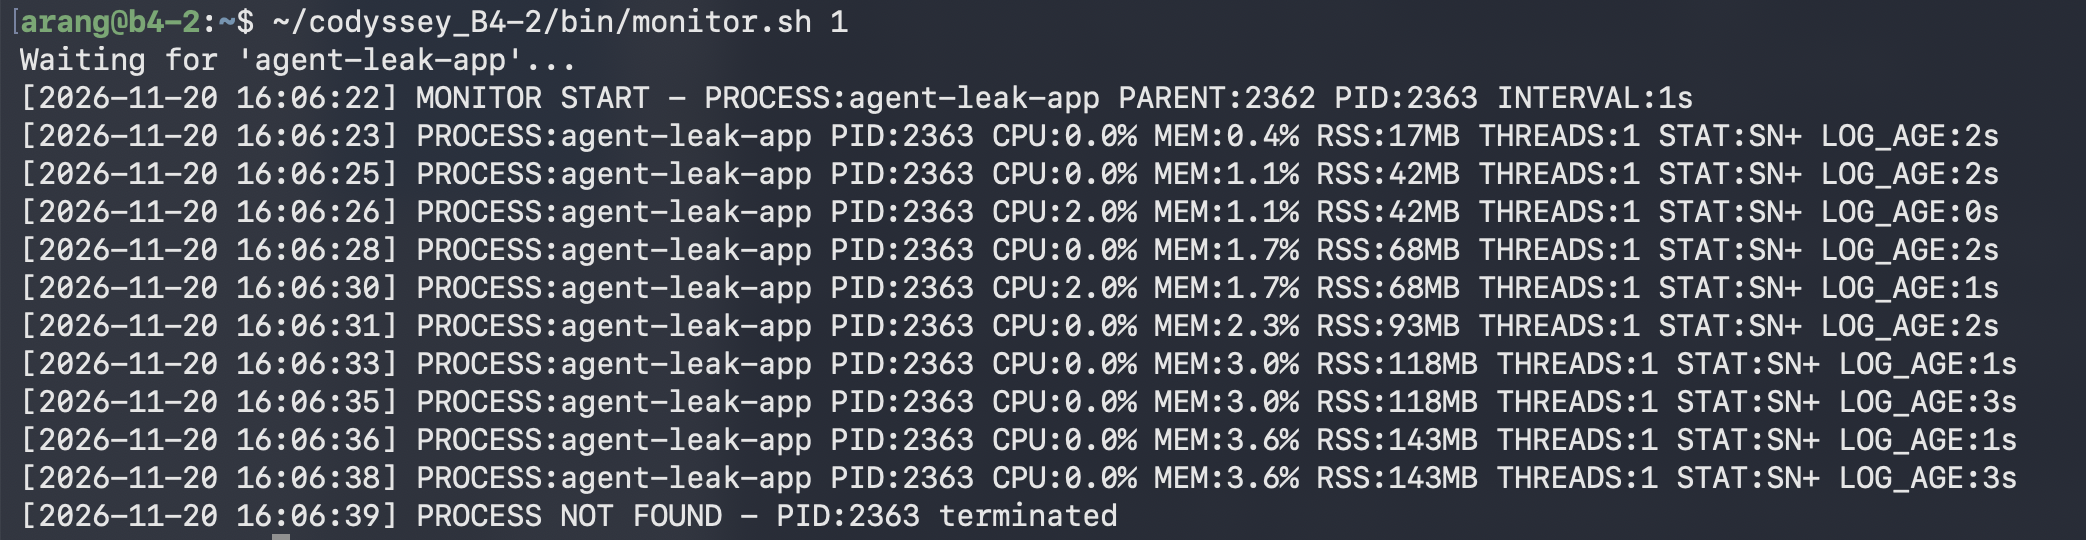 [arang@b4-2:~$ ~/codyssey_B4-2/bin/monitor.sh 1
Waiting for 'agent-leak-app'...
[2026-11-20 16:06:22] MONITOR START - PROCESS:agent-leak-app PARENT:2362 PID:2363 INTERVAL:1s
[2026-11-20 16:06:23] PROCESS:agent-leak-app PID:2363 CPU:0.0% MEM:0.4% RSS:17MB THREADS:1 STAT:SN+ LOG_AGE:2s
[2026-11-20 16:06:25] PROCESS:agent-leak-app PID:2363 CPU:0.0% MEM:1.1% RSS:42MB THREADS:1 STAT:SN+ LOG_AGE:2s
[2026-11-20 16:06:26] PROCESS:agent-leak-app PID:2363 CPU:2.0% MEM:1.1% RSS:42MB THREADS:1 STAT:SN+ LOG_AGE:0s
[2026-11-20 16:06:28] PROCESS:agent-leak-app PID:2363 CPU:0.0% MEM:1.7% RSS:68MB THREADS:1 STAT:SN+ LOG_AGE:2s
[2026-11-20 16:06:30] PROCESS:agent-leak-app PID:2363 CPU:2.0% MEM:1.7% RSS:68MB THREADS:1 STAT:SN+ LOG_AGE:1s
[2026-11-20 16:06:31] PROCESS:agent-leak-app PID:2363 CPU:0.0% MEM:2.3% RSS:93MB THREADS:1 STAT:SN+ LOG_AGE:2s
[2026-11-20 16:06:33] PROCESS:agent-leak-app PID:2363 CPU:0.0% MEM:3.0% RSS:118MB THREADS:1 STAT:SN+ LOG_AGE:1s
[2026-11-20 16:06:35] PROCESS:agent-leak-app PID:2363 CPU:0.0% MEM:3.0% RSS:118MB THREADS:1 STAT:SN+ LOG_AGE:3s
[2026-11-20 16:06:36] PROCESS:agent-leak-app PID:2363 CPU:0.0% MEM:3.6% RSS:143MB THREADS:1 STAT:SN+ LOG_AGE:1s
[2026-11-20 16:06:38] PROCESS:agent-leak-app PID:2363 CPU:0.0% MEM:3.6% RSS:143MB THREADS:1 STAT:SN+ LOG_AGE:3s
[2026-11-20 16:06:39] PROCESS NOT FOUND - PID:2363 terminated